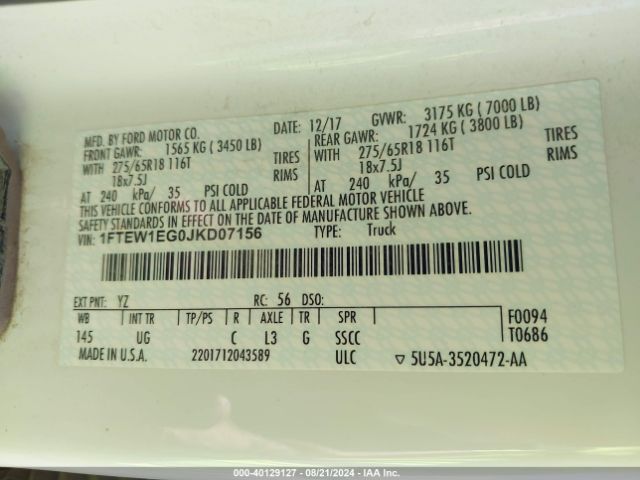 MFD. BY FORD MOTOR CO. DATE: 12/17 GVWR: 3175 KG ( 7000 LB)
FRONT GAWR: 1565 KG ( 3450 LB) REAR GAWR: 1724 KG ( 3800 LB)
WITH 275/65R18 116T TIRES WITH 275/65R18 116T TIRES
18x7.5J RIMS 18x7.5J RIMS
AT 240 kPa/ 35 PSI COLD AT 240 kPa/ 35 PSI COLD
THIS VEHICLE CONFORMS TO ALL APPLICABLE FEDERAL MOTOR VEHICLE
SAFETY STANDARDS IN EFFECT ON THE DATE OF MANUFACTURE SHOWN ABOVE.
VIN: 1FTEW1EG0JKD07156 TYPE: Truck
EXT PNT: YZ RC: 56 DSO:
WB INT TR TP/PS R AXLE TR SPR F0094
145 UG C L3 G SSCC T0686
MADE IN U.S.A. 2201712043589 ULC ▽ 5U5A-3520472-AA
000-40129127 - 08/21/2024 - IAA Inc.